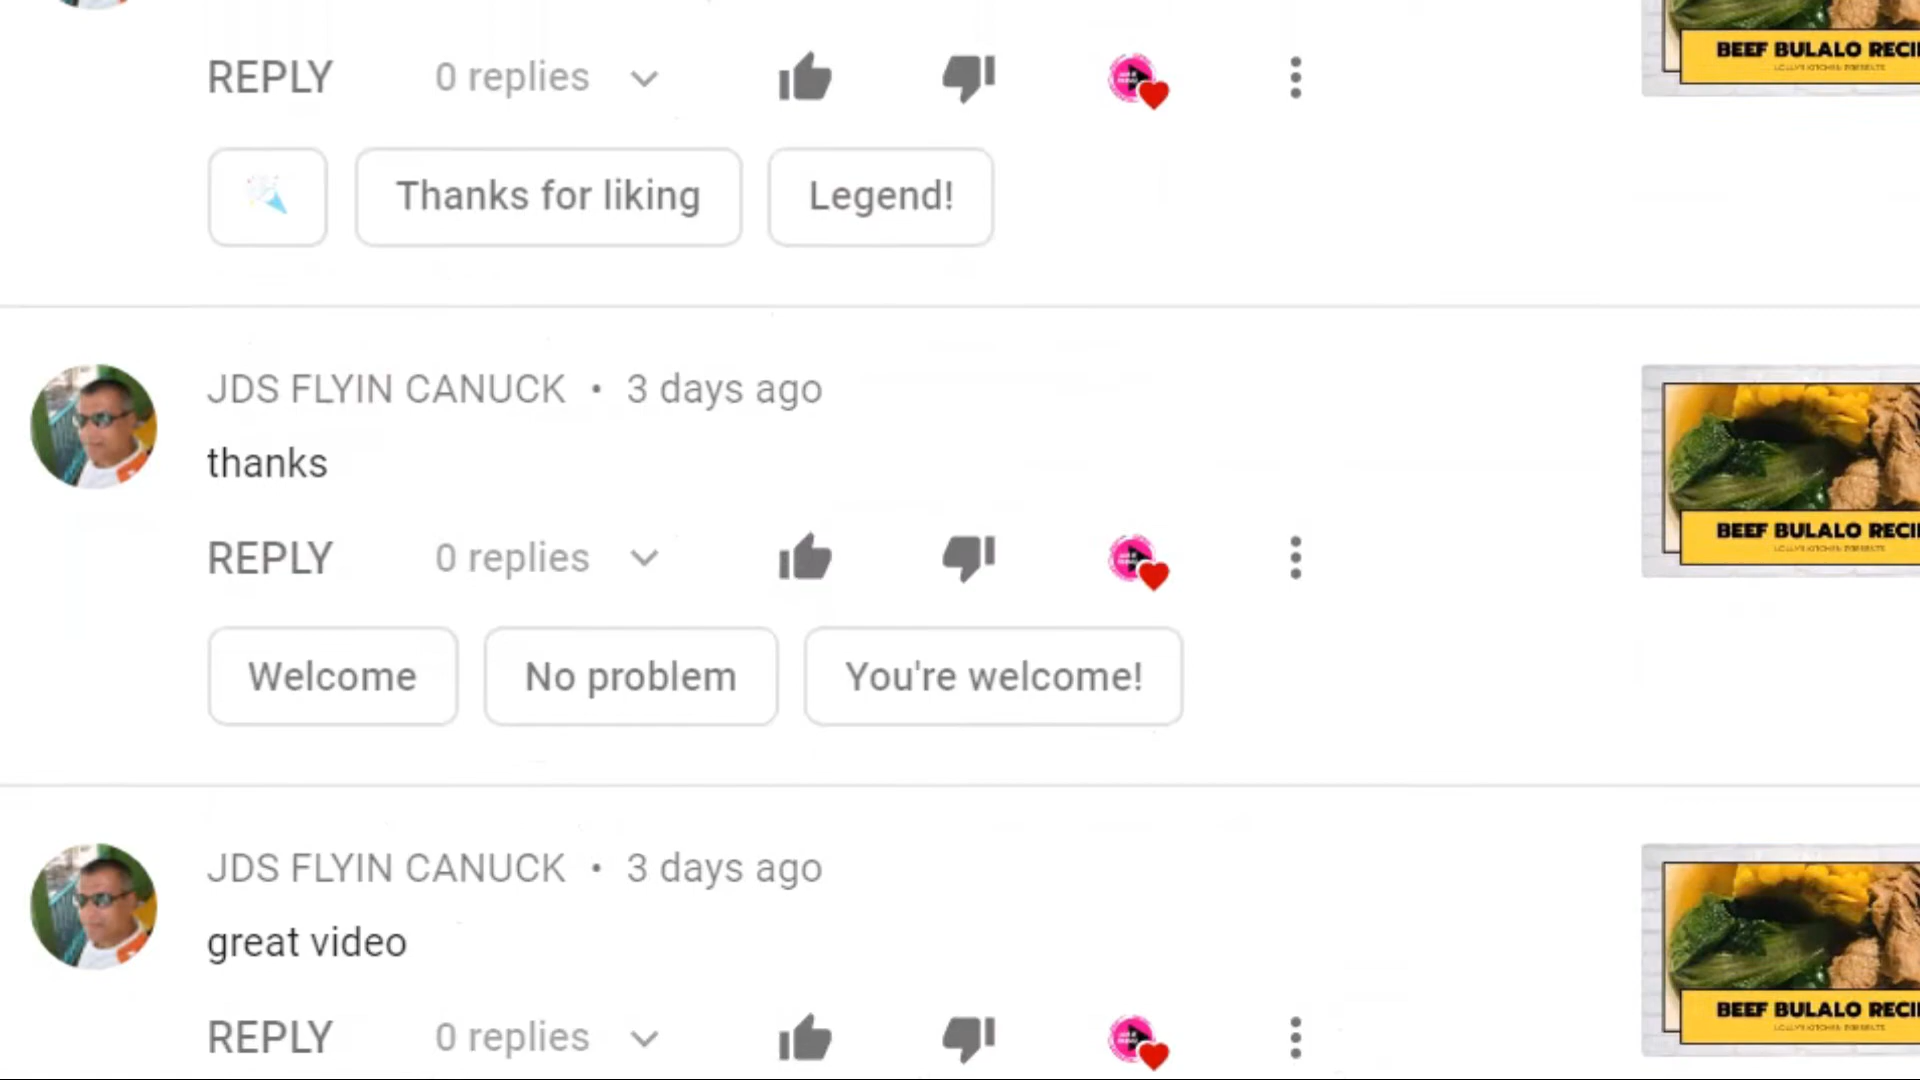 REPLY 0 replies
BEEF BULALO RECI
Thanks for liking Legend!
JDS FLYIN CANUCK • 3 days ago
thanks
REPLY 0 replies
BEEF BULALO RECI
Welcome No problem You're welcome!
JDS FLYIN CANUCK • 3 days ago
great video
REPLY 0 replies
BEEF BULALO RECI